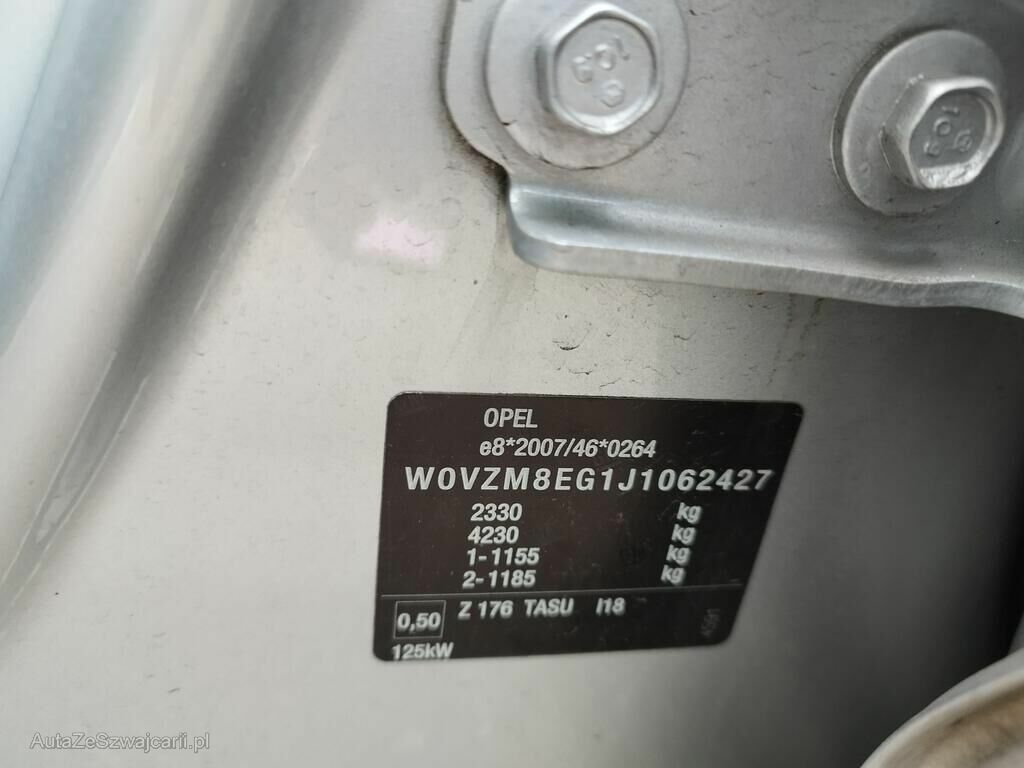 10.9
10.9
OPEL
e8*2007/46*0264
W0VZM8EG1J1062427
2330 kg
4230 kg
1-1155 kg
2-1185 kg
0,50 Z 176 TASU I18
125kW
AutaZeSzwajcarii.pl